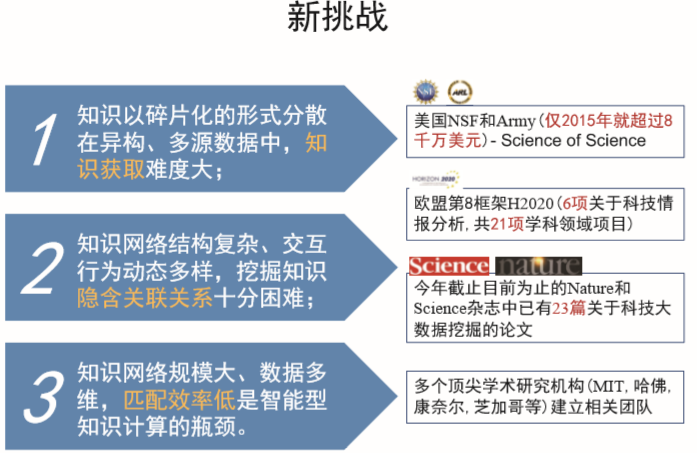 新挑战
1
知识以碎片化的形式分散
在异构、多源数据中，知
识获取难度大；
2
知识网络结构复杂、交互
行为动态多样，挖掘知识
隐含关联关系十分困难；
3
知识网络规模大、数据多
维，匹配效率低是智能型
知识计算的瓶颈。
NSF
ARL
美国NSF和Army（仅2015年就超过8
千万美元）- Science of Science
HORIZON 2020
欧盟第8框架H2020（6项关于科技情
报分析, 共21项学科领域项目）
Science nature
今年截止目前为止的Nature和
Science杂志中已有23篇关于科技大
数据挖掘的论文
多个顶尖学术研究机构（MIT, 哈佛,
康奈尔, 芝加哥等）建立相关团队